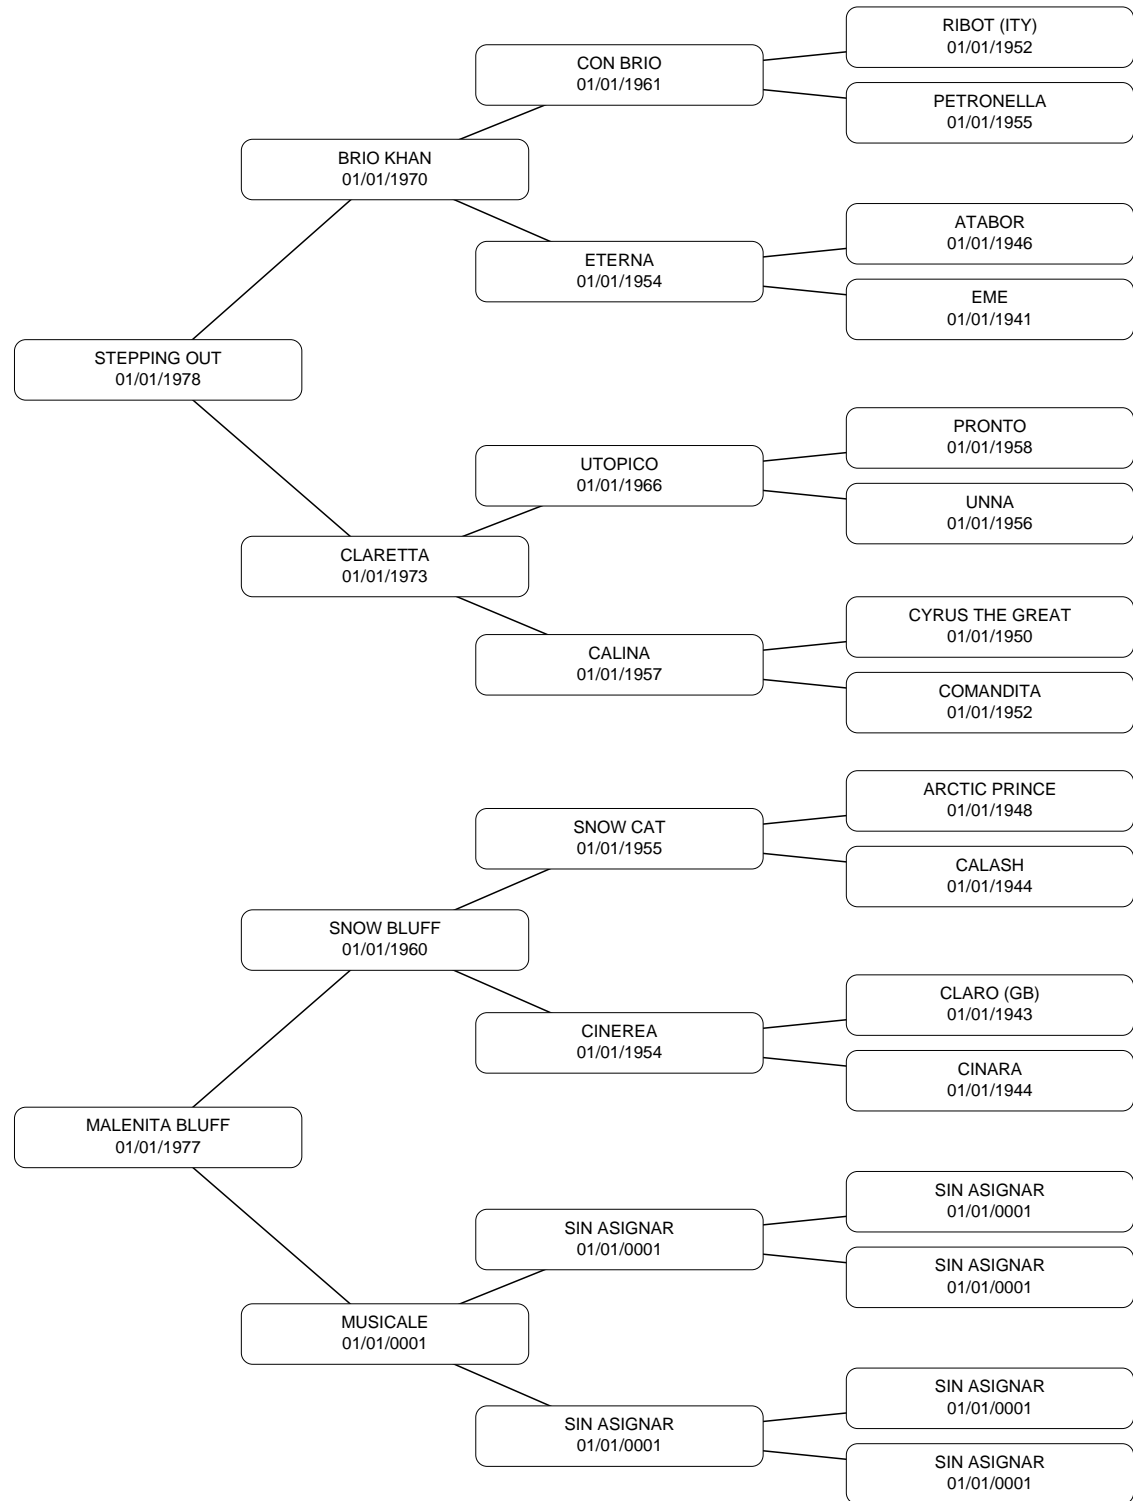 RIBOT (ITY)
01/01/1952
CON BRIO
01/01/1961
PETRONELLA
01/01/1955
BRIO KHAN
01/01/1970
ATABOR
01/01/1946
ETERNA
01/01/1954
EME
01/01/1941
STEPPING OUT
01/01/1978
PRONTO
01/01/1958
UTOPICO
01/01/1966
UNNA
01/01/1956
CLARETTA
01/01/1973
CYRUS THE GREAT
01/01/1950
CALINA
01/01/1957
COMANDITA
01/01/1952
ARCTIC PRINCE
01/01/1948
SNOW CAT
01/01/1955
CALASH
01/01/1944
SNOW BLUFF
01/01/1960
CLARO (GB)
01/01/1943
CINEREA
01/01/1954
CINARA
01/01/1944
MALENITA BLUFF
01/01/1977
SIN ASIGNAR
01/01/0001
SIN ASIGNAR
01/01/0001
SIN ASIGNAR
01/01/0001
MUSICALE
01/01/0001
SIN ASIGNAR
01/01/0001
SIN ASIGNAR
01/01/0001
SIN ASIGNAR
01/01/0001